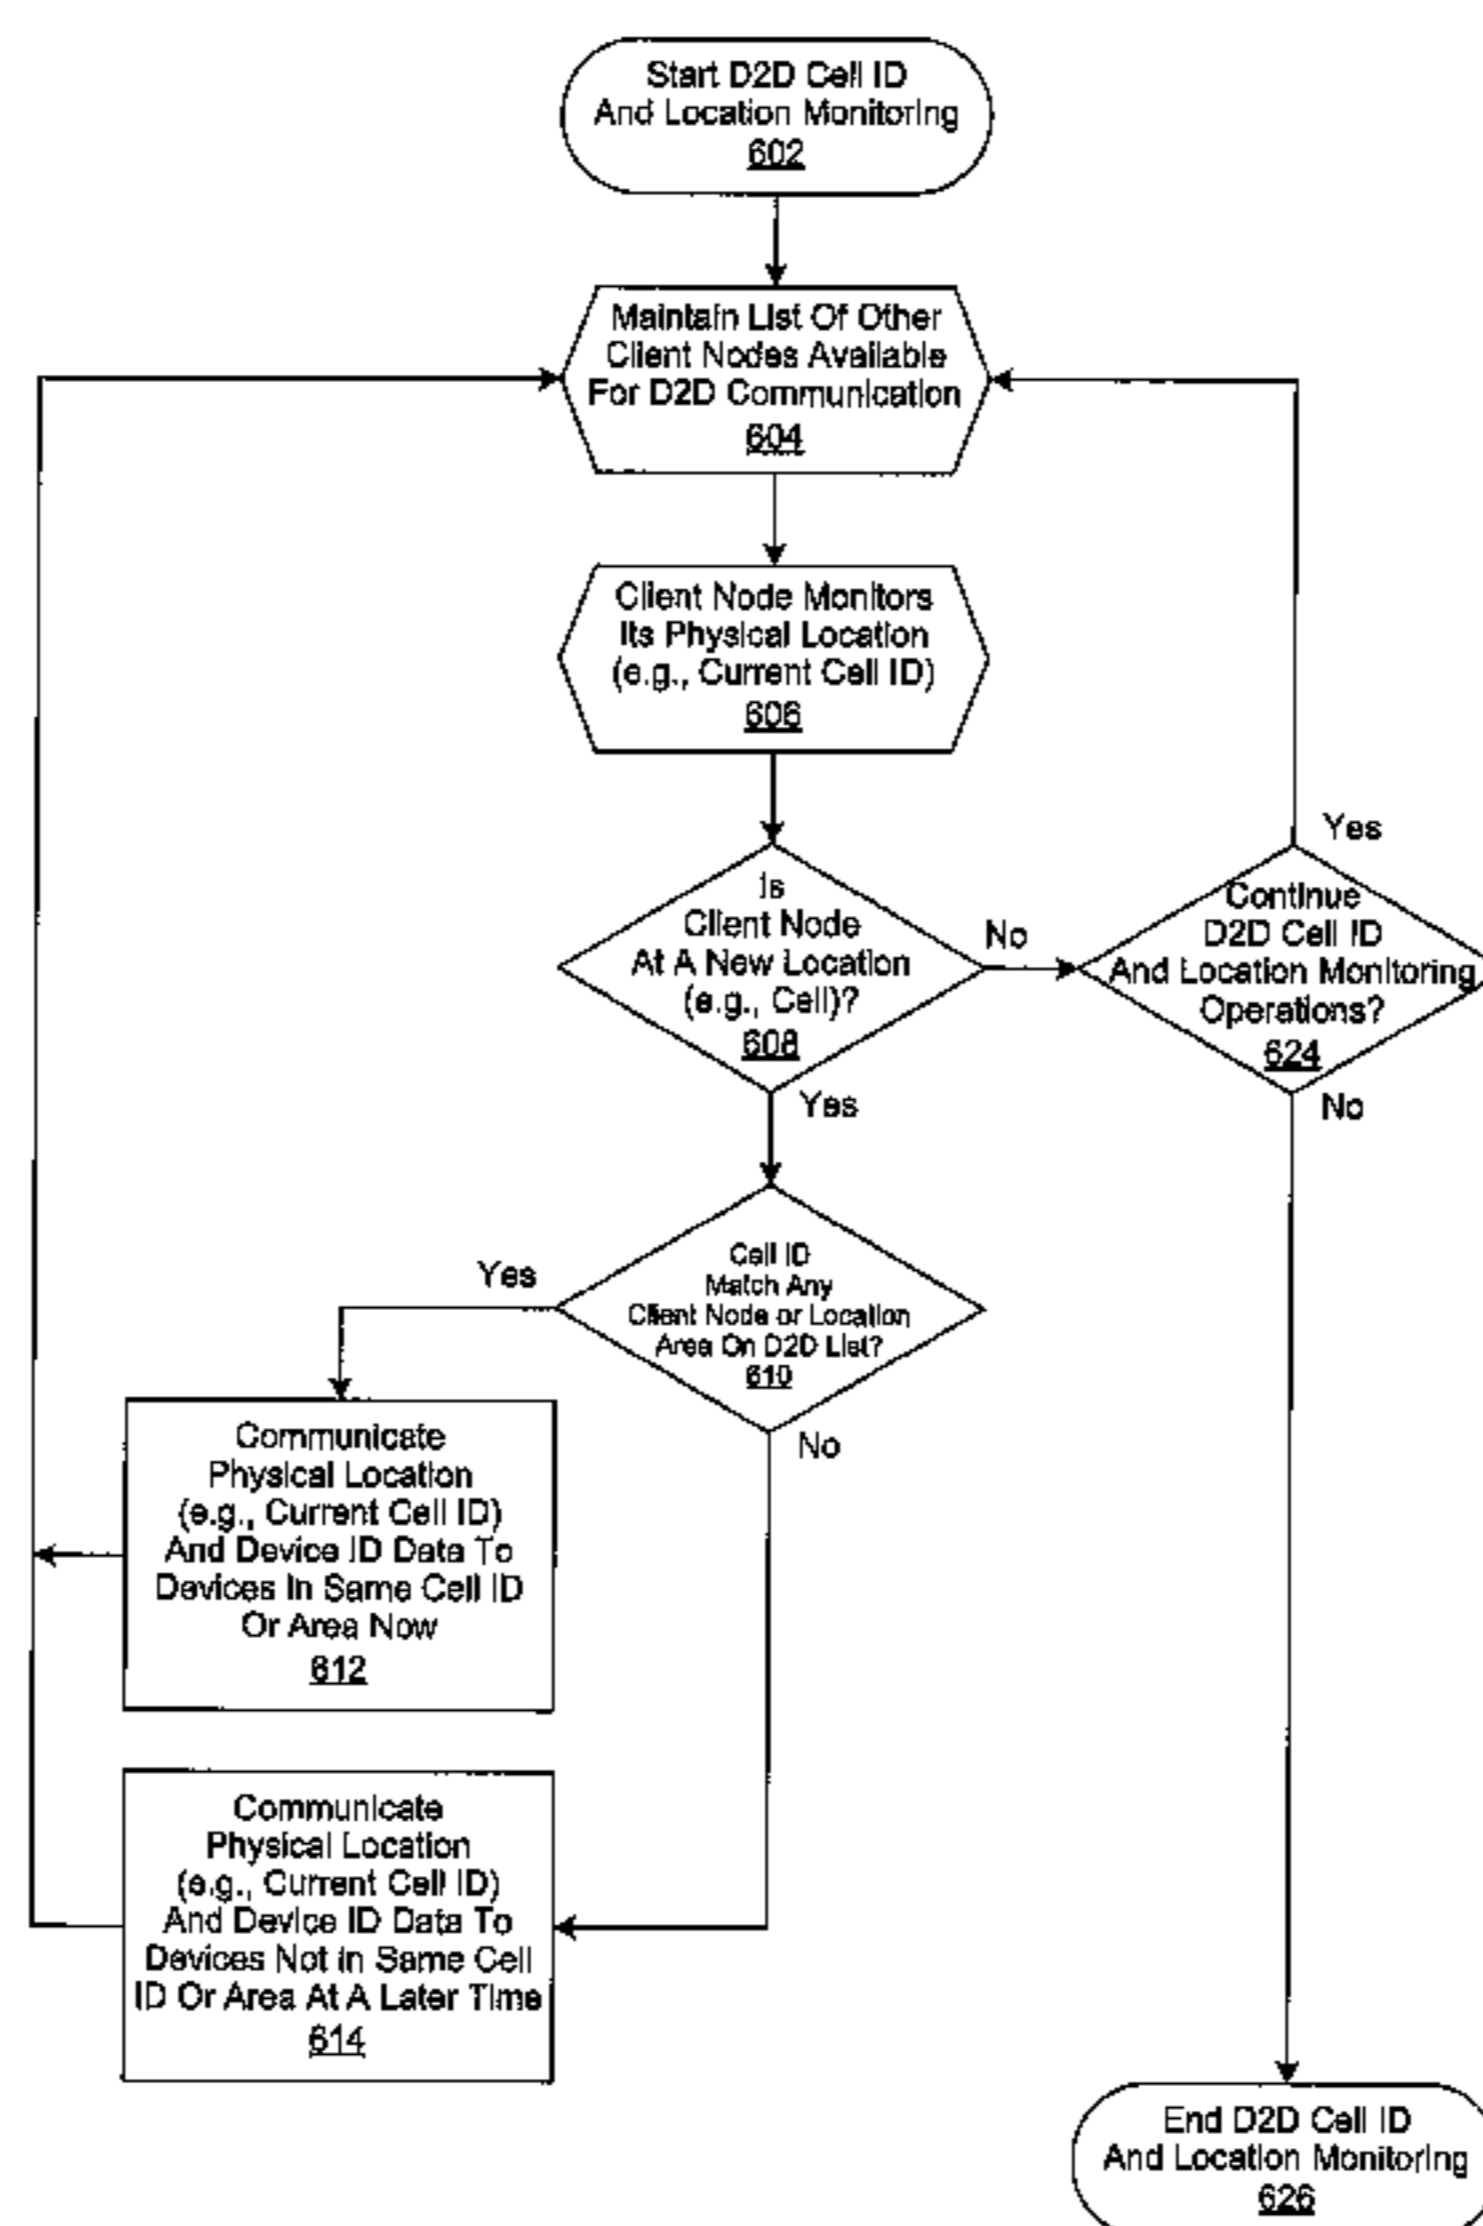 Start D2D Cell ID
And Location Monitoring
602
Maintain List Of Other
Client Nodes Available
For D2D Communication
604
Client Node Monitors
Its Physical Location
(e.g., Current Cell ID)
606
Is
Client Node
At A New Location
(e.g., Cell)?
608
No
Yes
Yes
Continue
D2D Cell ID
And Location Monitoring
Operations?
624
No
Yes
Cell ID
Match Any
Client Node or Location
Area On D2D List?
610
No
Communicate
Physical Location
(e.g., Current Cell ID)
And Device ID Data To
Devices In Same Cell ID
Or Area Now
612
Communicate
Physical Location
(e.g., Current Cell ID)
And Device ID Data To
Devices Not In Same Cell
ID Or Area At A Later Time
614
End D2D Cell ID
And Location Monitoring
626